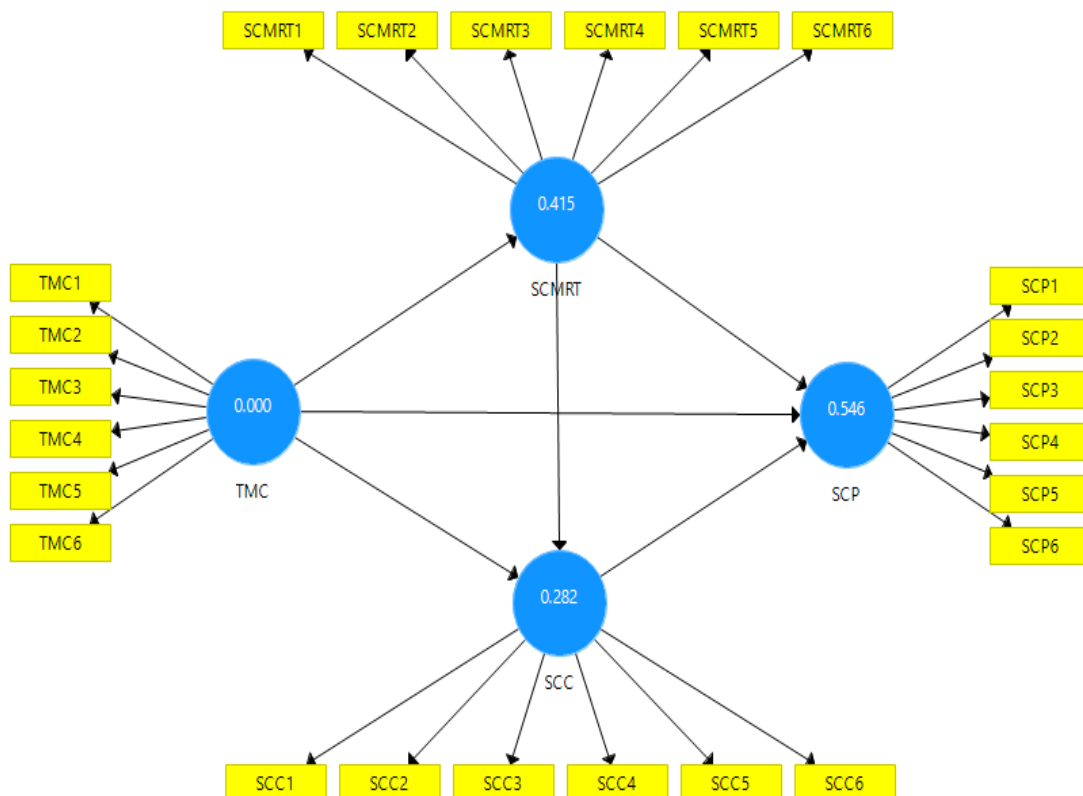 SCMRT1 SCMRT2 SCMRT3 SCMRT4 SCMRT5 SCMRT6
0.415
SCMRT
TMC1
TMC2
TMC3
TMC4
TMC5
TMC6
0.000
TMC
0.546
SCP
SCP1
SCP2
SCP3
SCP4
SCP5
SCP6
0.282
SCC
SCC1 SCC2 SCC3 SCC4 SCC5 SCC6